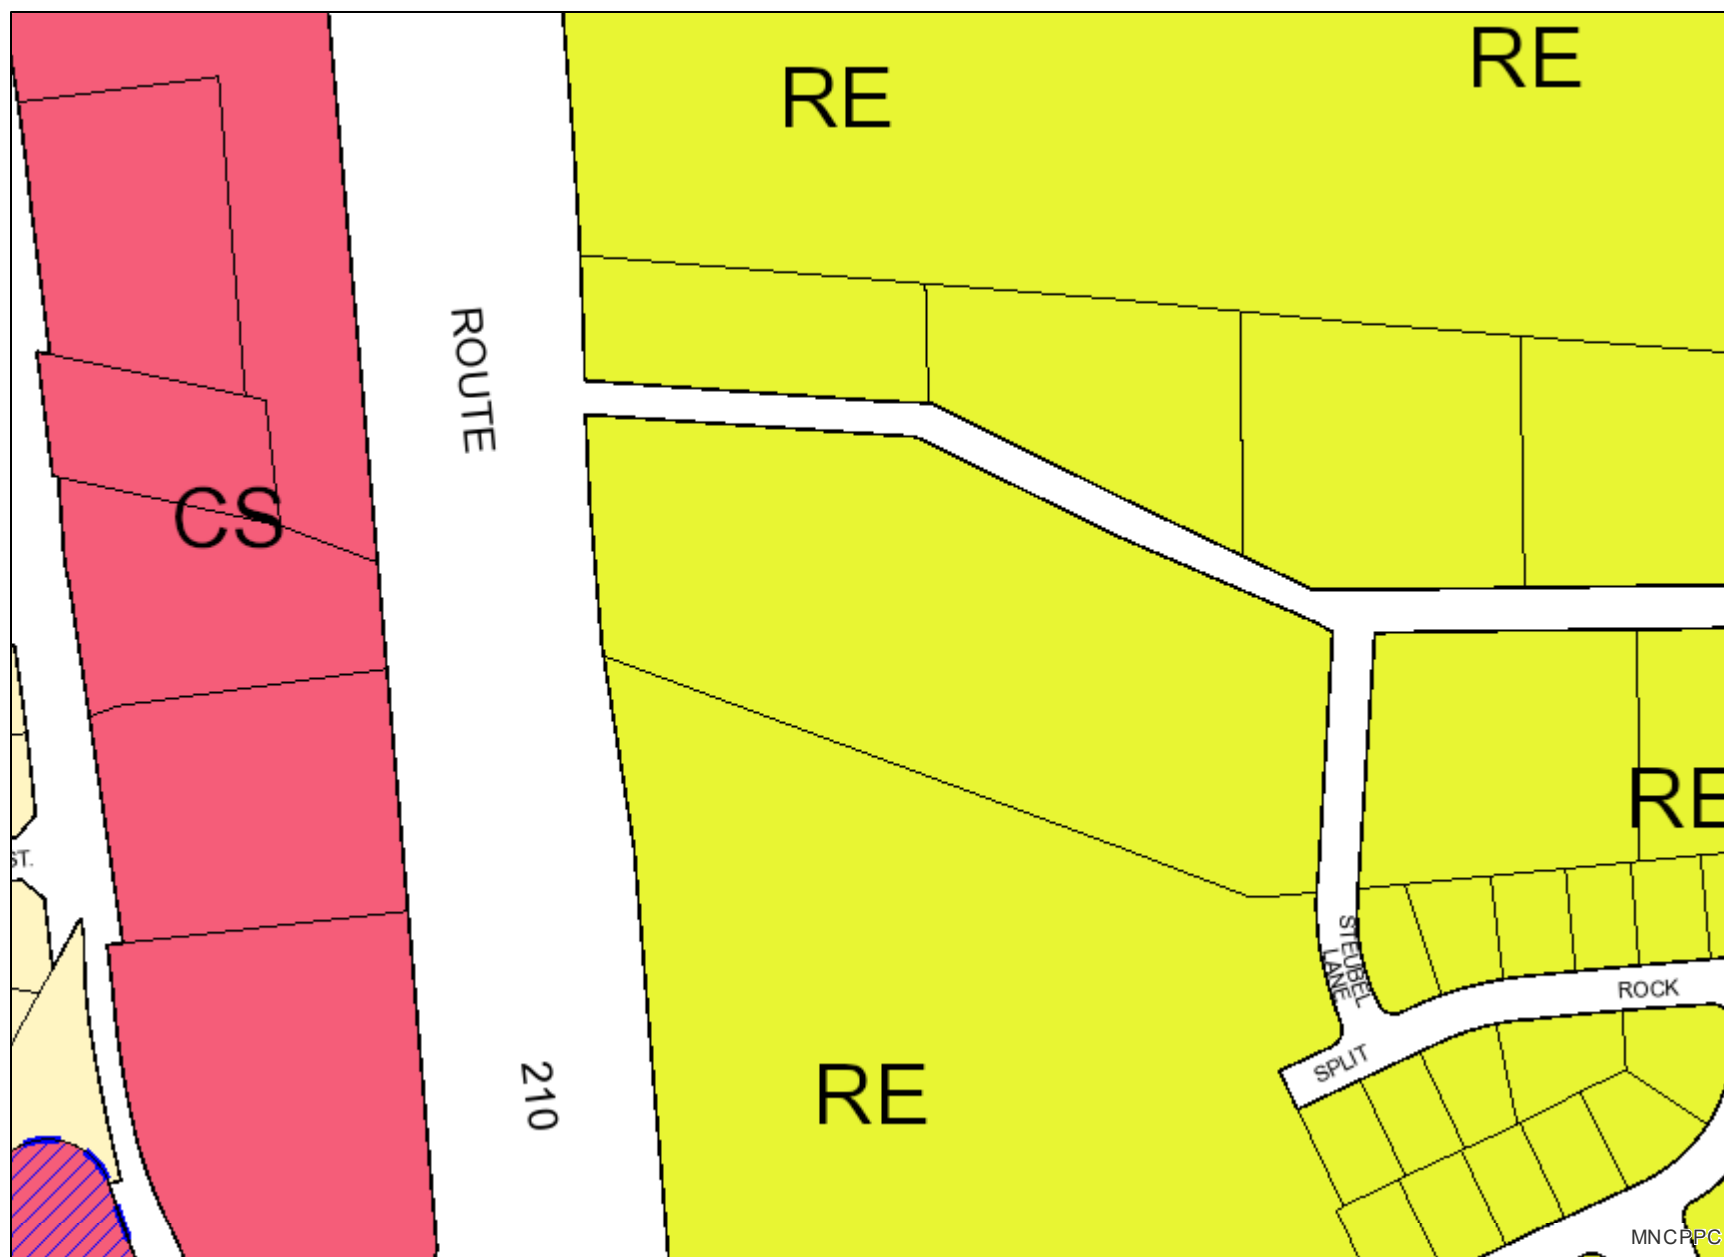 RE
RE
ROUTE
CS
RE
ST.
STEUBEL
LANE
ROCK
SPLIT
210
RE
MNCPPC